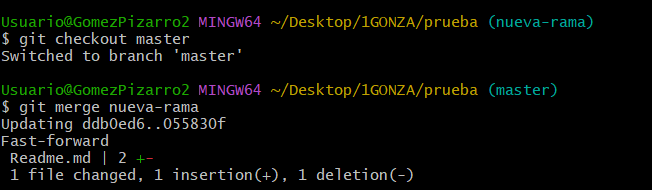 Usuario@GomezPizarro2 MINGW64 ~/Desktop/1GONZA/prueba (nueva-rama)
$ git checkout master
Switched to branch 'master'
Usuario@GomezPizarro2 MINGW64 ~/Desktop/1GONZA/prueba (master)
$ git merge nueva-rama
Updating ddb0ed6..055830f
Fast-forward
 Readme.md | 2 +-
 1 file changed, 1 insertion(+), 1 deletion(-)